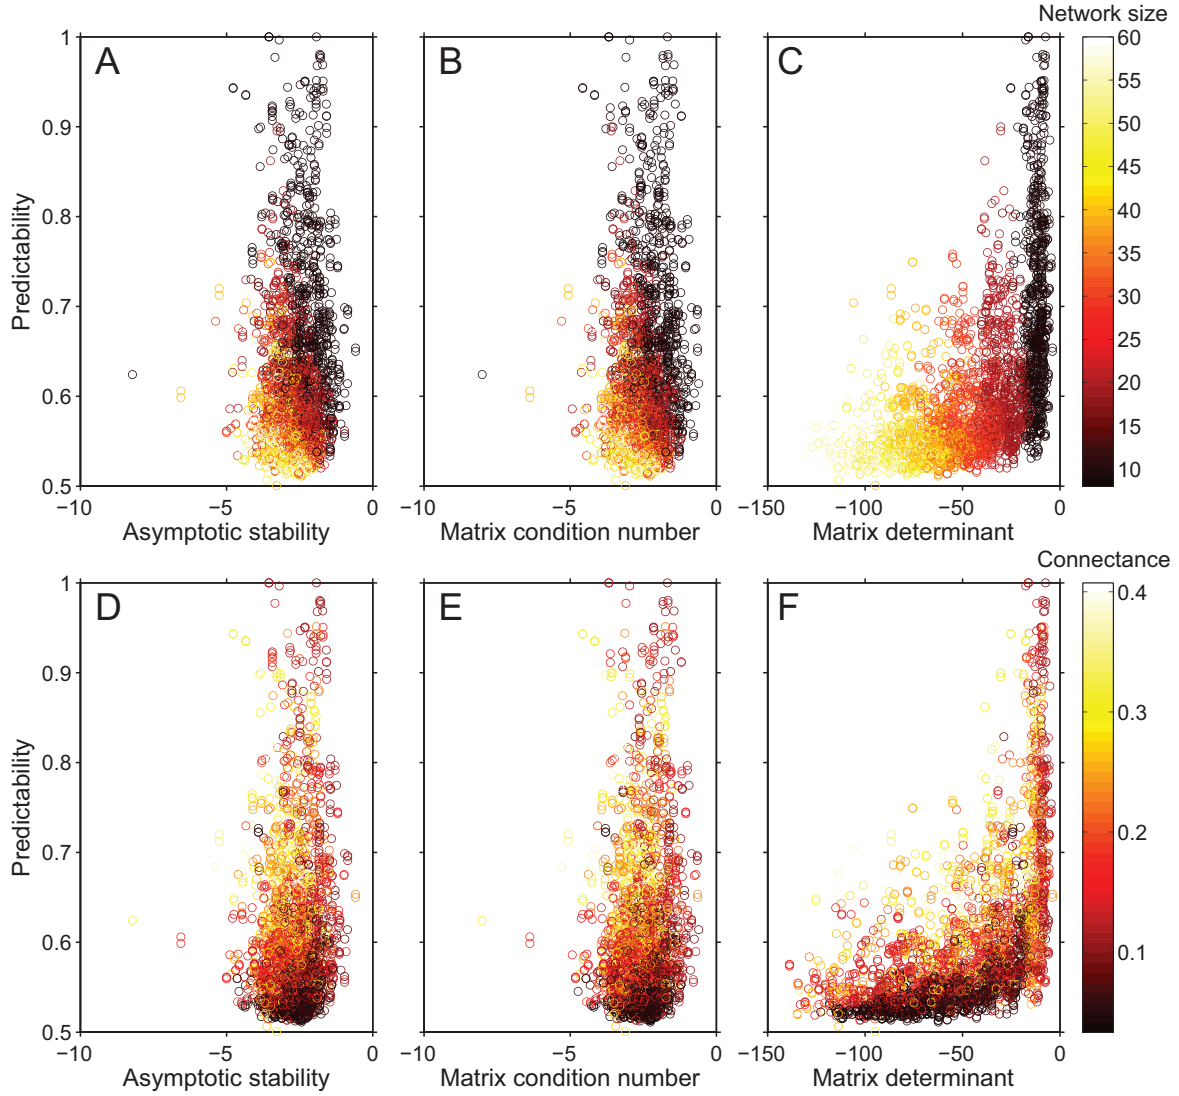 Network size
A B C
1 0.9 0.8 0.7 0.6 0.5
Predictability
60 55 50 45 40 35 30 25 20 15 10
−10 −5 0 −5 0 −150 −100 −50 0
Asymptotic stability Matrix condition number Matrix determinant
Connectance
D E F
1 0.9 0.8 0.7 0.6 0.5
Predictability
0.4 0.3 0.2 0.1
−10 −5 0 −10 −5 0 −150 −100 −50 0
Asymptotic stability Matrix condition number Matrix determinant